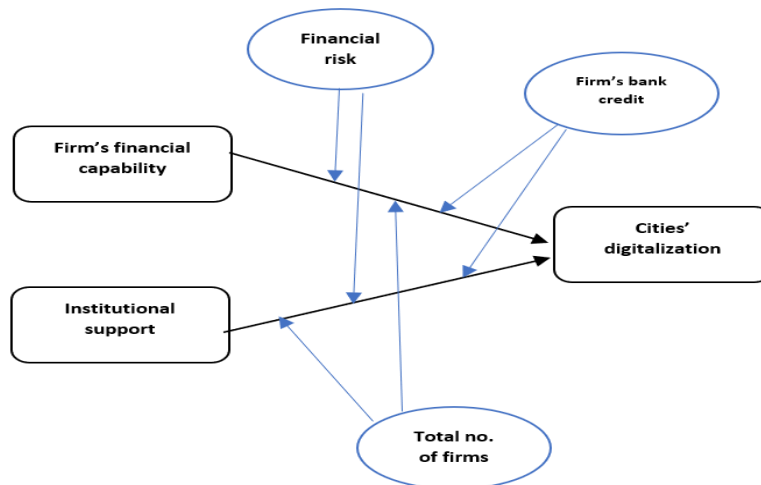 Financial
risk
Firm's bank
credit
Firm's financial
capability
Cities'
digitalization
Institutional
support
Total no.
of firms